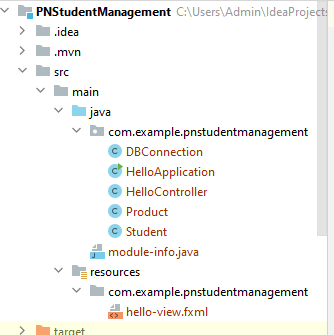 PNStudentManagement C:\Users\Admin\IdeaProjects
.idea
.mvn
src
main
java
com.example.pnstudentmanagement
DBConnection
HelloApplication
HelloController
Product
Student
module-info.java
resources
com.example.pnstudentmanagement
hello-view.fxml
target